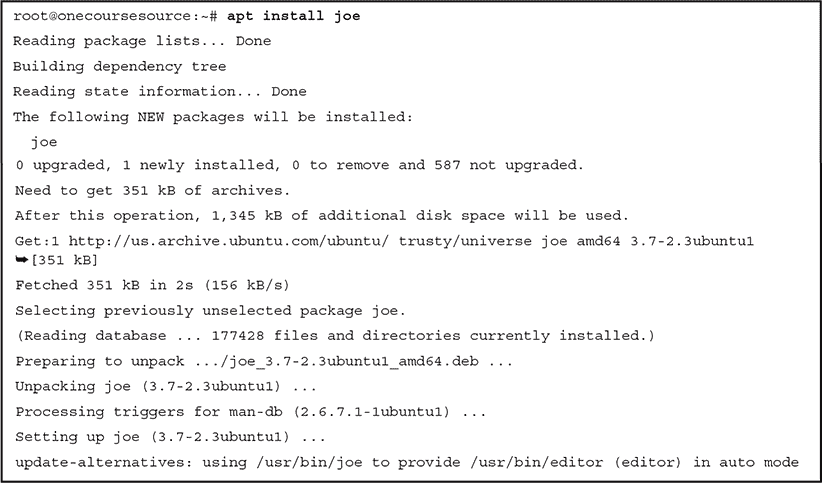 root@onecoursesource:~# apt install joe
Reading package lists... Done
Building dependency tree
Reading state information... Done
The following NEW packages will be installed:
  joe
0 upgraded, 1 newly installed, 0 to remove and 587 not upgraded.
Need to get 351 kB of archives.
After this operation, 1,345 kB of additional disk space will be used.
Get:1 http://us.archive.ubuntu.com/ubuntu/ trusty/universe joe amd64 3.7-2.3ubuntu1
➥[351 kB]
Fetched 351 kB in 2s (156 kB/s)
Selecting previously unselected package joe.
(Reading database ... 177428 files and directories currently installed.)
Preparing to unpack .../joe_3.7-2.3ubuntu1_amd64.deb ...
Unpacking joe (3.7-2.3ubuntu1) ...
Processing triggers for man-db (2.6.7.1-1ubuntu1) ...
Setting up joe (3.7-2.3ubuntu1) ...
update-alternatives: using /usr/bin/joe to provide /usr/bin/editor (editor) in auto mode